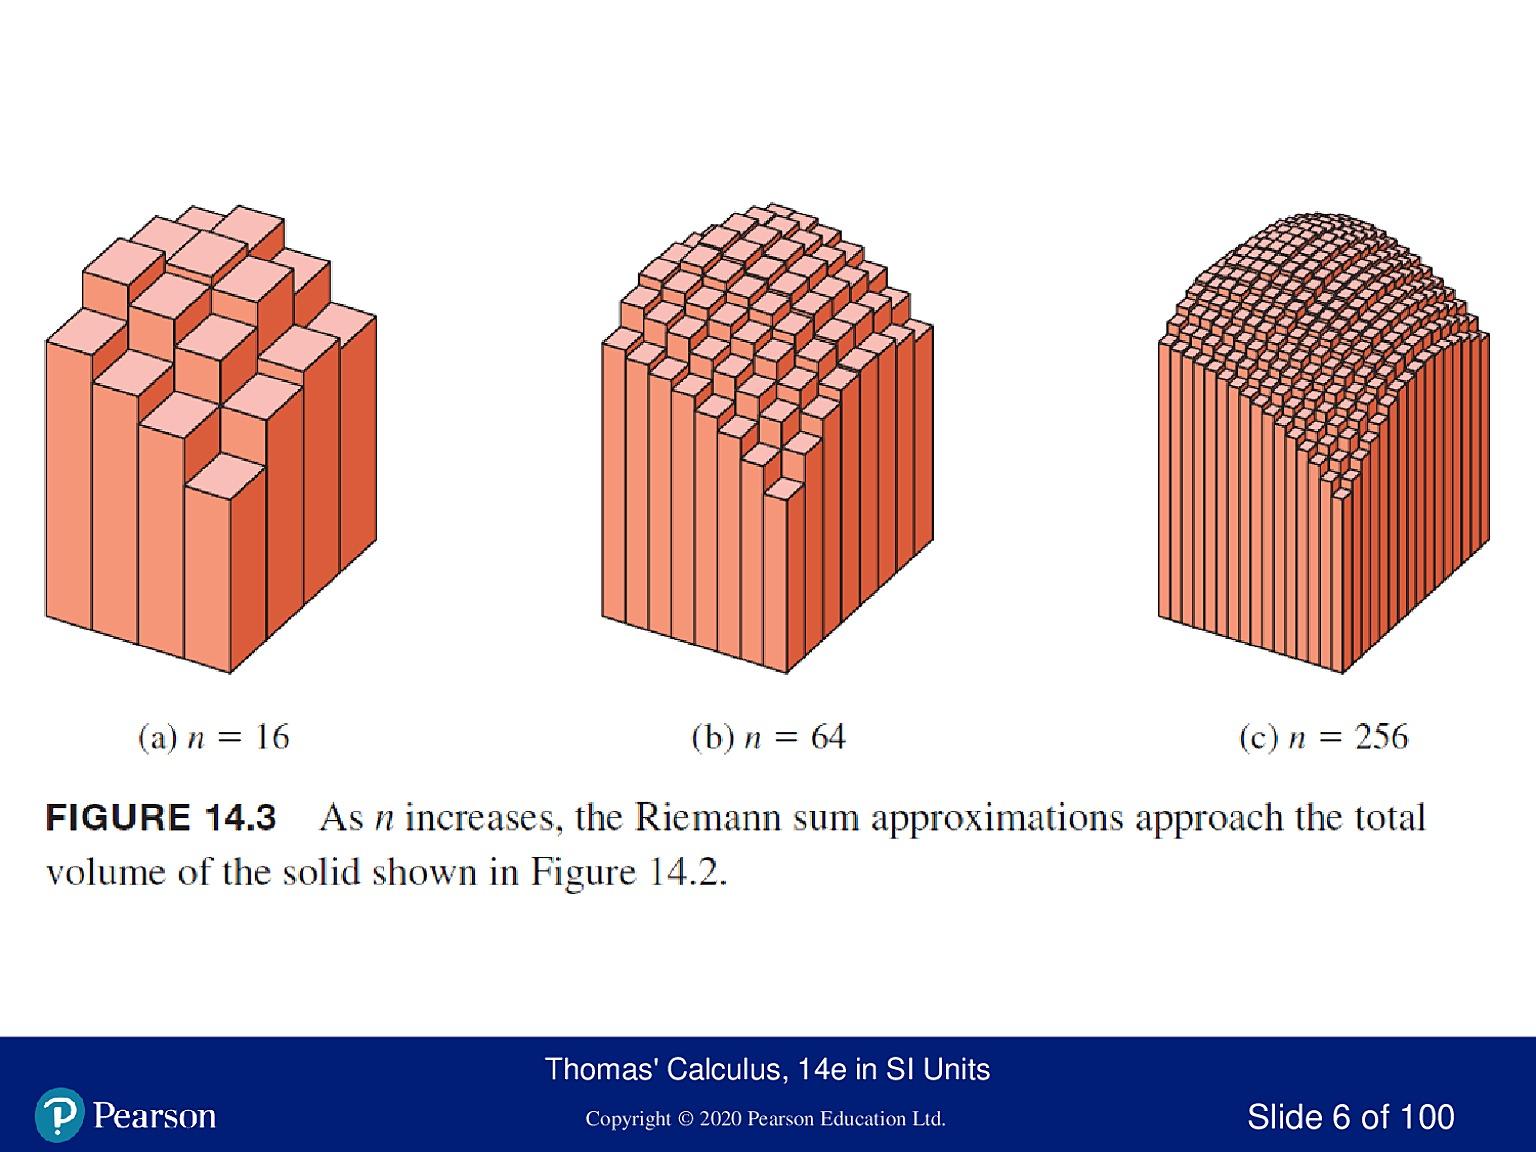 (a) n = 16
(b) n = 64
(c) n = 256
FIGURE 14.3 As n increases, the Riemann sum approximations approach the total
volume of the solid shown in Figure 14.2.
Thomas' Calculus, 14e in SI Units
Pearson
Copyright © 2020 Pearson Education Ltd.
Slide 6 of 100